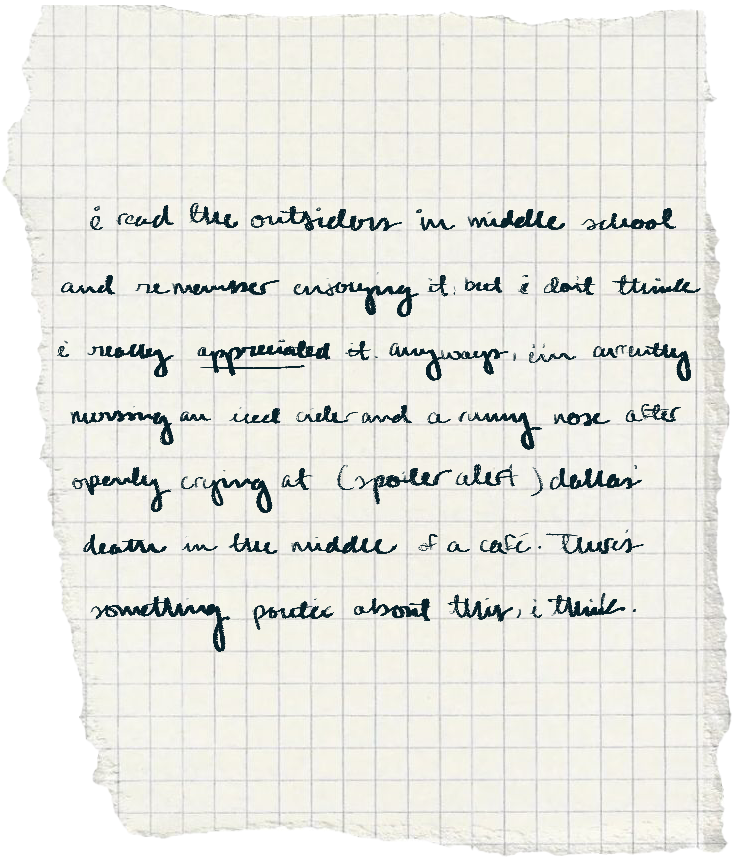 i read the outsiders in middle school
and remember enjoying it, but i don't think
i really appreciated it. anyways, i'm currently
nursing an iced cider and a runny nose after
openly crying at (spoiler alert) dallas'
death in the middle of a café. There's
something poetic about this, i think.